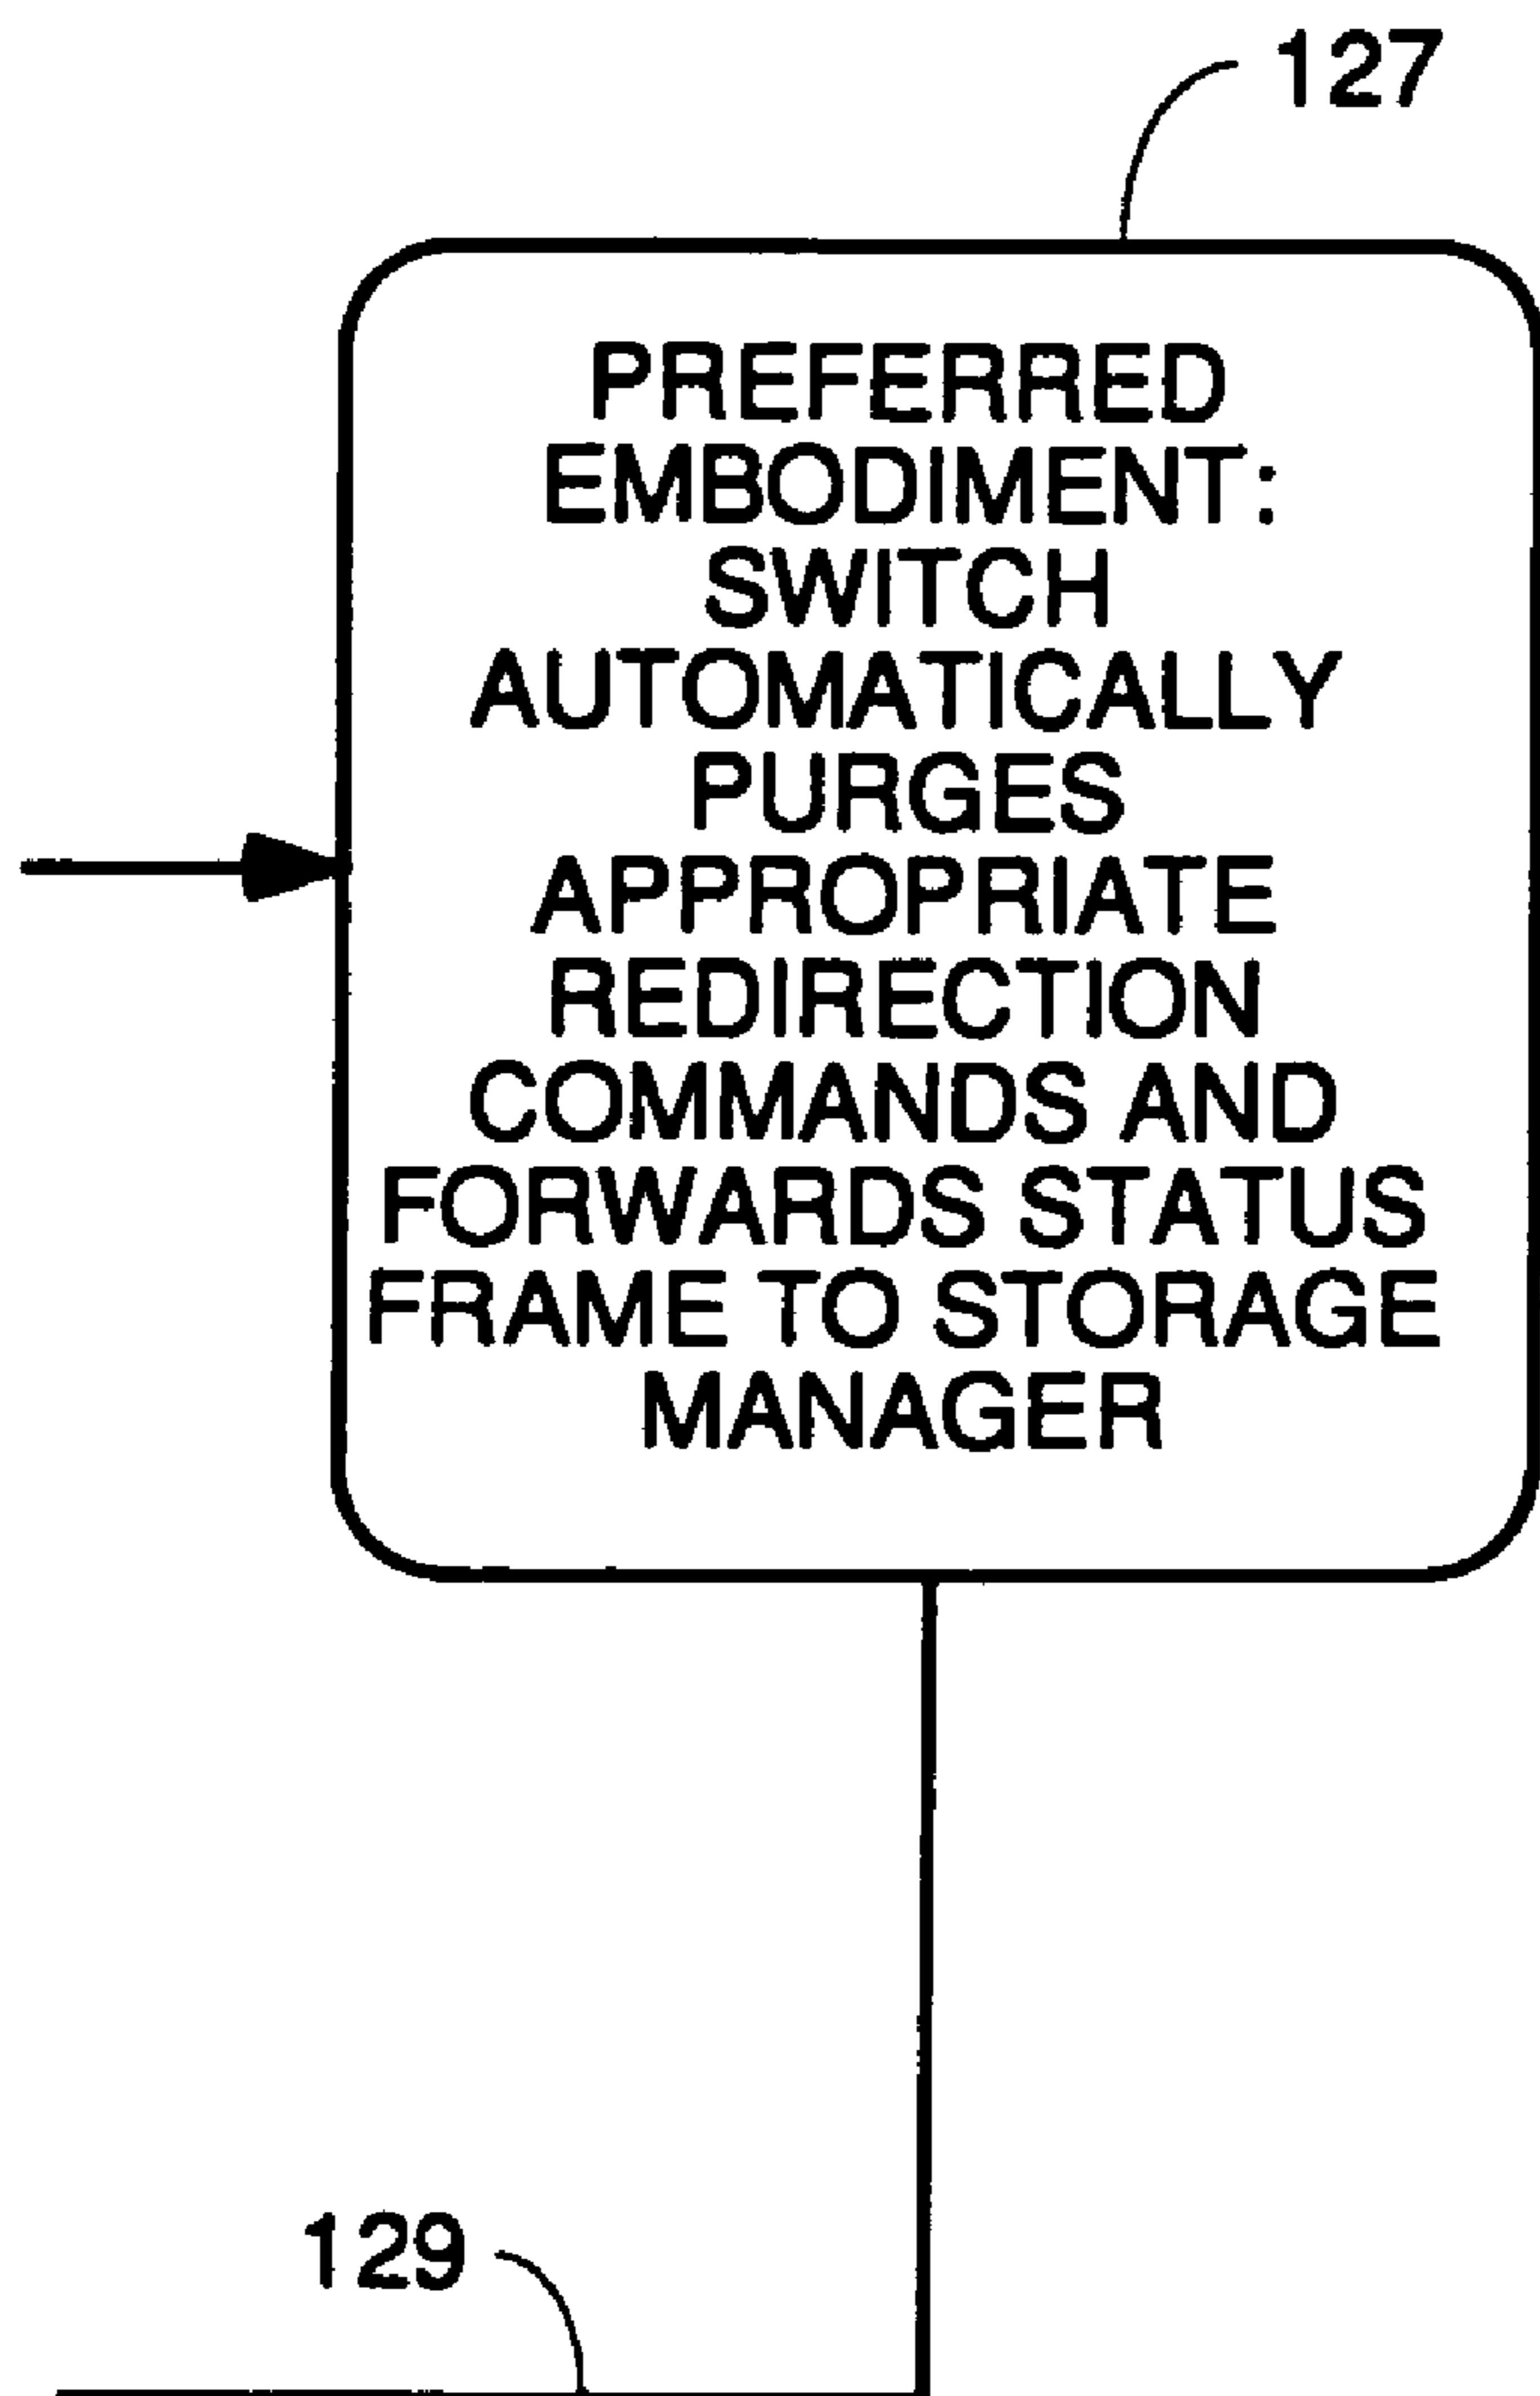 127
PREFERRED
EMBODIMENT:
SWITCH
AUTOMATICALLY
PURGES
APPROPRIATE
REDIRECTION
COMMANDS AND
FORWARDS STATUS
FRAME TO STORAGE
MANAGER
129